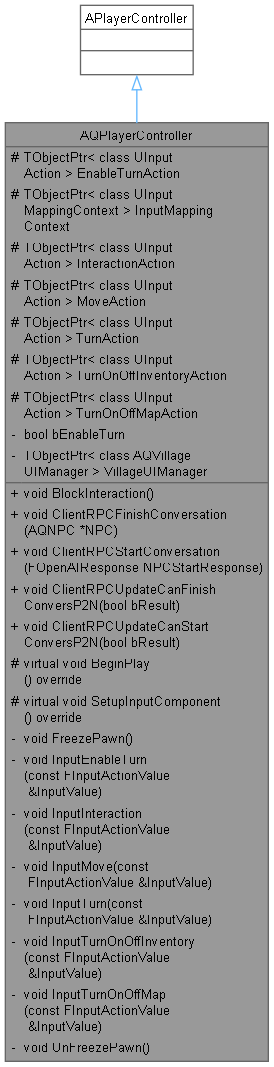 APlayerController
AQPlayerController
# TObjectPtr< class UInput
Action > EnableTurnAction
# TObjectPtr< class UInput
MappingContext > InputMapping
Context
# TObjectPtr< class UInput
Action > InteractionAction
# TObjectPtr< class UInput
Action > MoveAction
# TObjectPtr< class UInput
Action > TurnAction
# TObjectPtr< class UInput
Action > TurnOnOffInventoryAction
# TObjectPtr< class UInput
Action > TurnOnOffMapAction
- bool bEnableTurn
- TObjectPtr< class AQVillage
UIManager > VillageUIManager
+ void BlockInteraction()
+ void ClientRPCFinishConversation
(AQNPC *NPC)
+ void ClientRPCStartConversation
(FOpenAIResponse NPCStartResponse)
+ void ClientRPCUpdateCanFinish
ConversP2N(bool bResult)
+ void ClientRPCUpdateCanStart
ConversP2N(bool bResult)
# virtual void BeginPlay
() override
# virtual void SetupInputComponent
() override
- void FreezePawn()
- void InputEnableTurn
(const FInputActionValue
&InputValue)
- void InputInteraction
(const FInputActionValue
&InputValue)
- void InputMove(const
FInputActionValue &InputValue)
- void InputTurn(const
FInputActionValue &InputValue)
- void InputTurnOnOffInventory
(const FInputActionValue
&InputValue)
- void InputTurnOnOffMap
(const FInputActionValue
&InputValue)
- void UnFreezePawn()